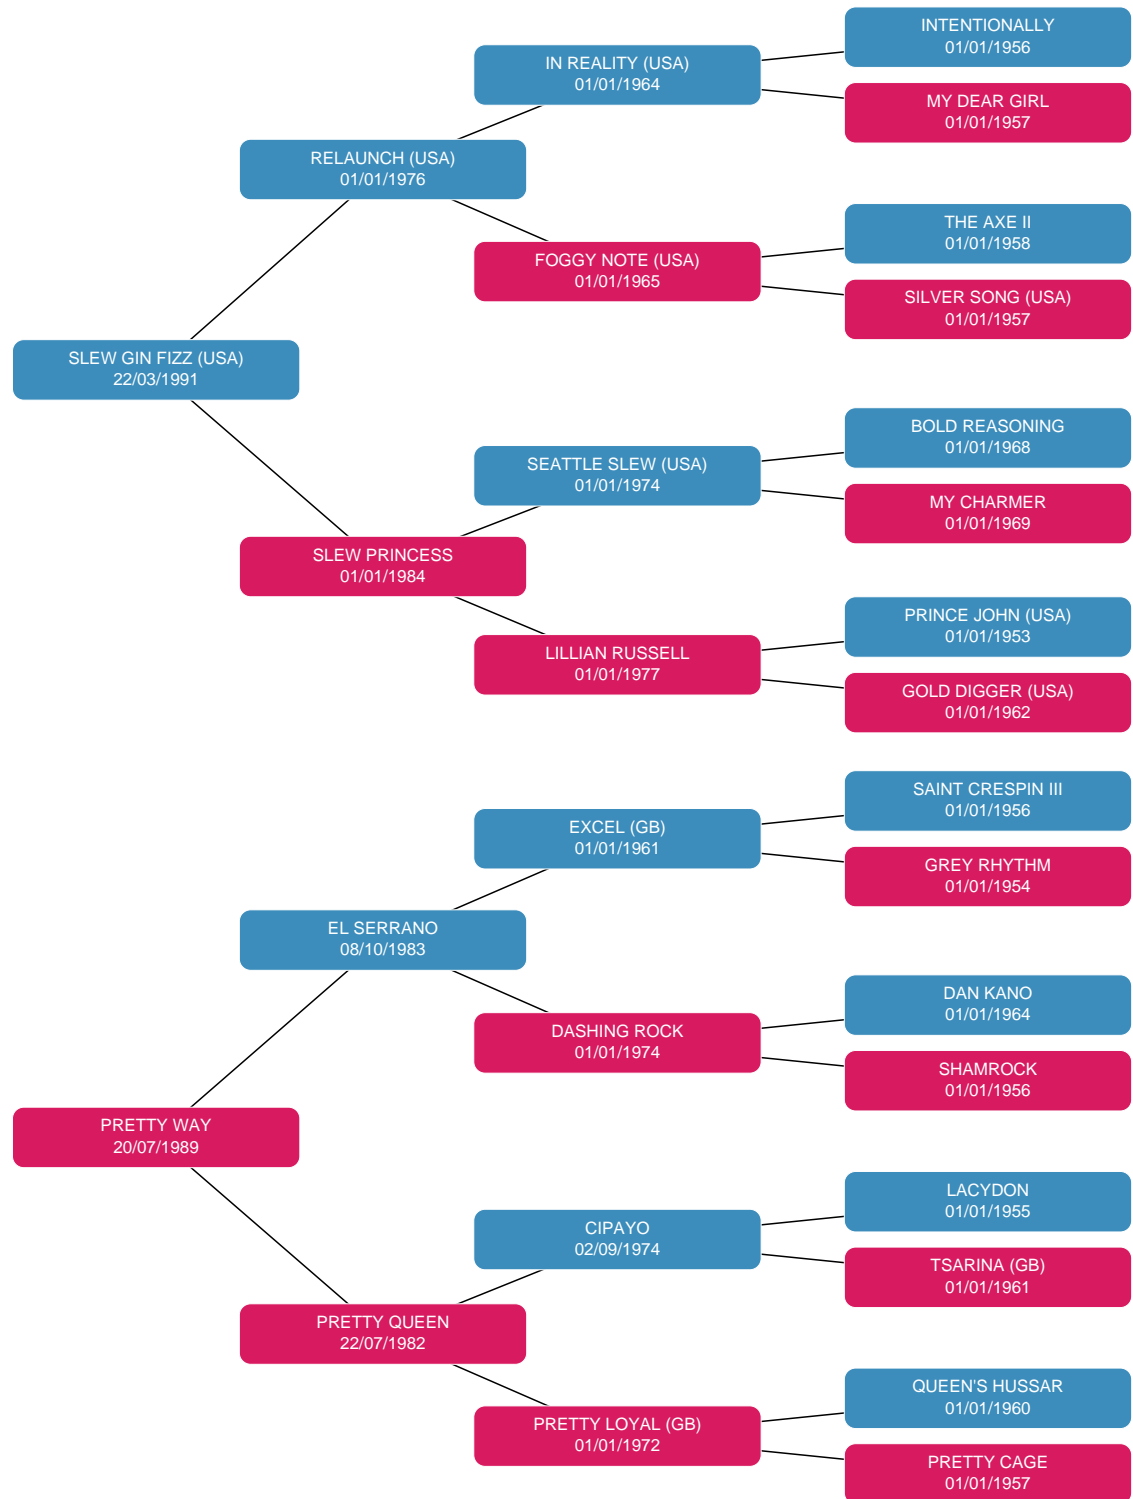 INTENTIONALLY
01/01/1956
IN REALITY (USA)
01/01/1964
MY DEAR GIRL
01/01/1957
RELAUNCH (USA)
01/01/1976
THE AXE II
01/01/1958
FOGGY NOTE (USA)
01/01/1965
SILVER SONG (USA)
01/01/1957
SLEW GIN FIZZ (USA)
22/03/1991
BOLD REASONING
01/01/1968
SEATTLE SLEW (USA)
01/01/1974
MY CHARMER
01/01/1969
SLEW PRINCESS
01/01/1984
PRINCE JOHN (USA)
01/01/1953
LILLIAN RUSSELL
01/01/1977
GOLD DIGGER (USA)
01/01/1962
SAINT CRESPIN III
01/01/1956
EXCEL (GB)
01/01/1961
GREY RHYTHM
01/01/1954
EL SERRANO
08/10/1983
DAN KANO
01/01/1964
DASHING ROCK
01/01/1974
SHAMROCK
01/01/1956
PRETTY WAY
20/07/1989
LACYDON
01/01/1955
CIPAYO
02/09/1974
TSARINA (GB)
01/01/1961
PRETTY QUEEN
22/07/1982
QUEEN'S HUSSAR
01/01/1960
PRETTY LOYAL (GB)
01/01/1972
PRETTY CAGE
01/01/1957